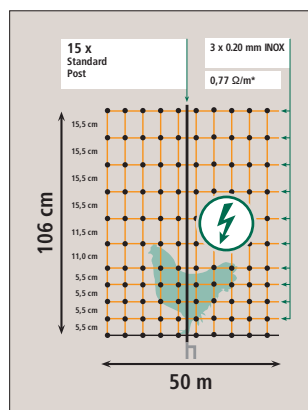 15 x
Standard
Post
3 x 0.20 mm INOX
0,77 Ω/m*
106 cm
15,5 cm
15,5 cm
15,5 cm
15,5 cm
11,5 cm
11,0 cm
5,5 cm
5,5 cm
5,5 cm
5,5 cm
50 m